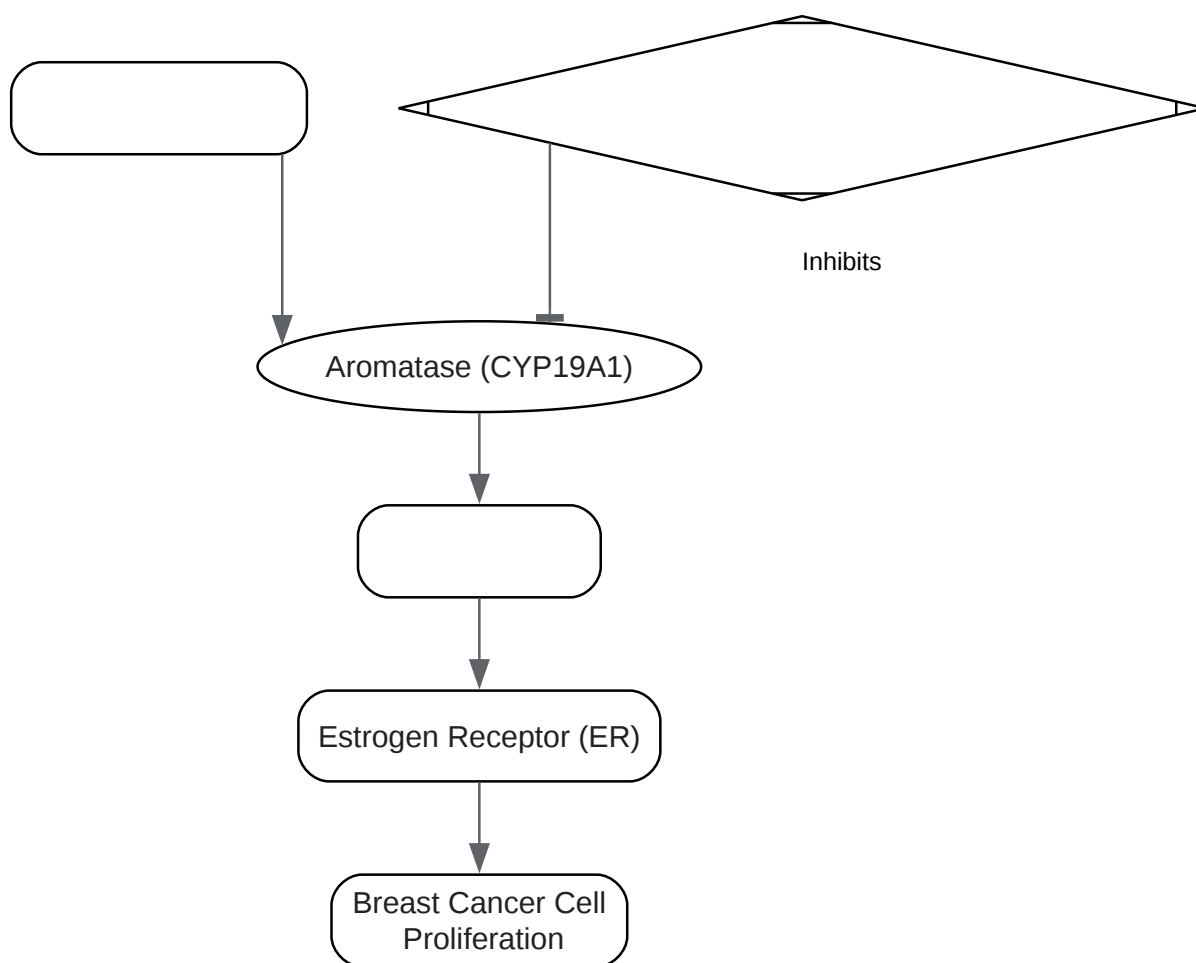 Inhibits
Aromatase (CYP19A1)
Estrogen Receptor (ER)
Breast Cancer Cell
Proliferation